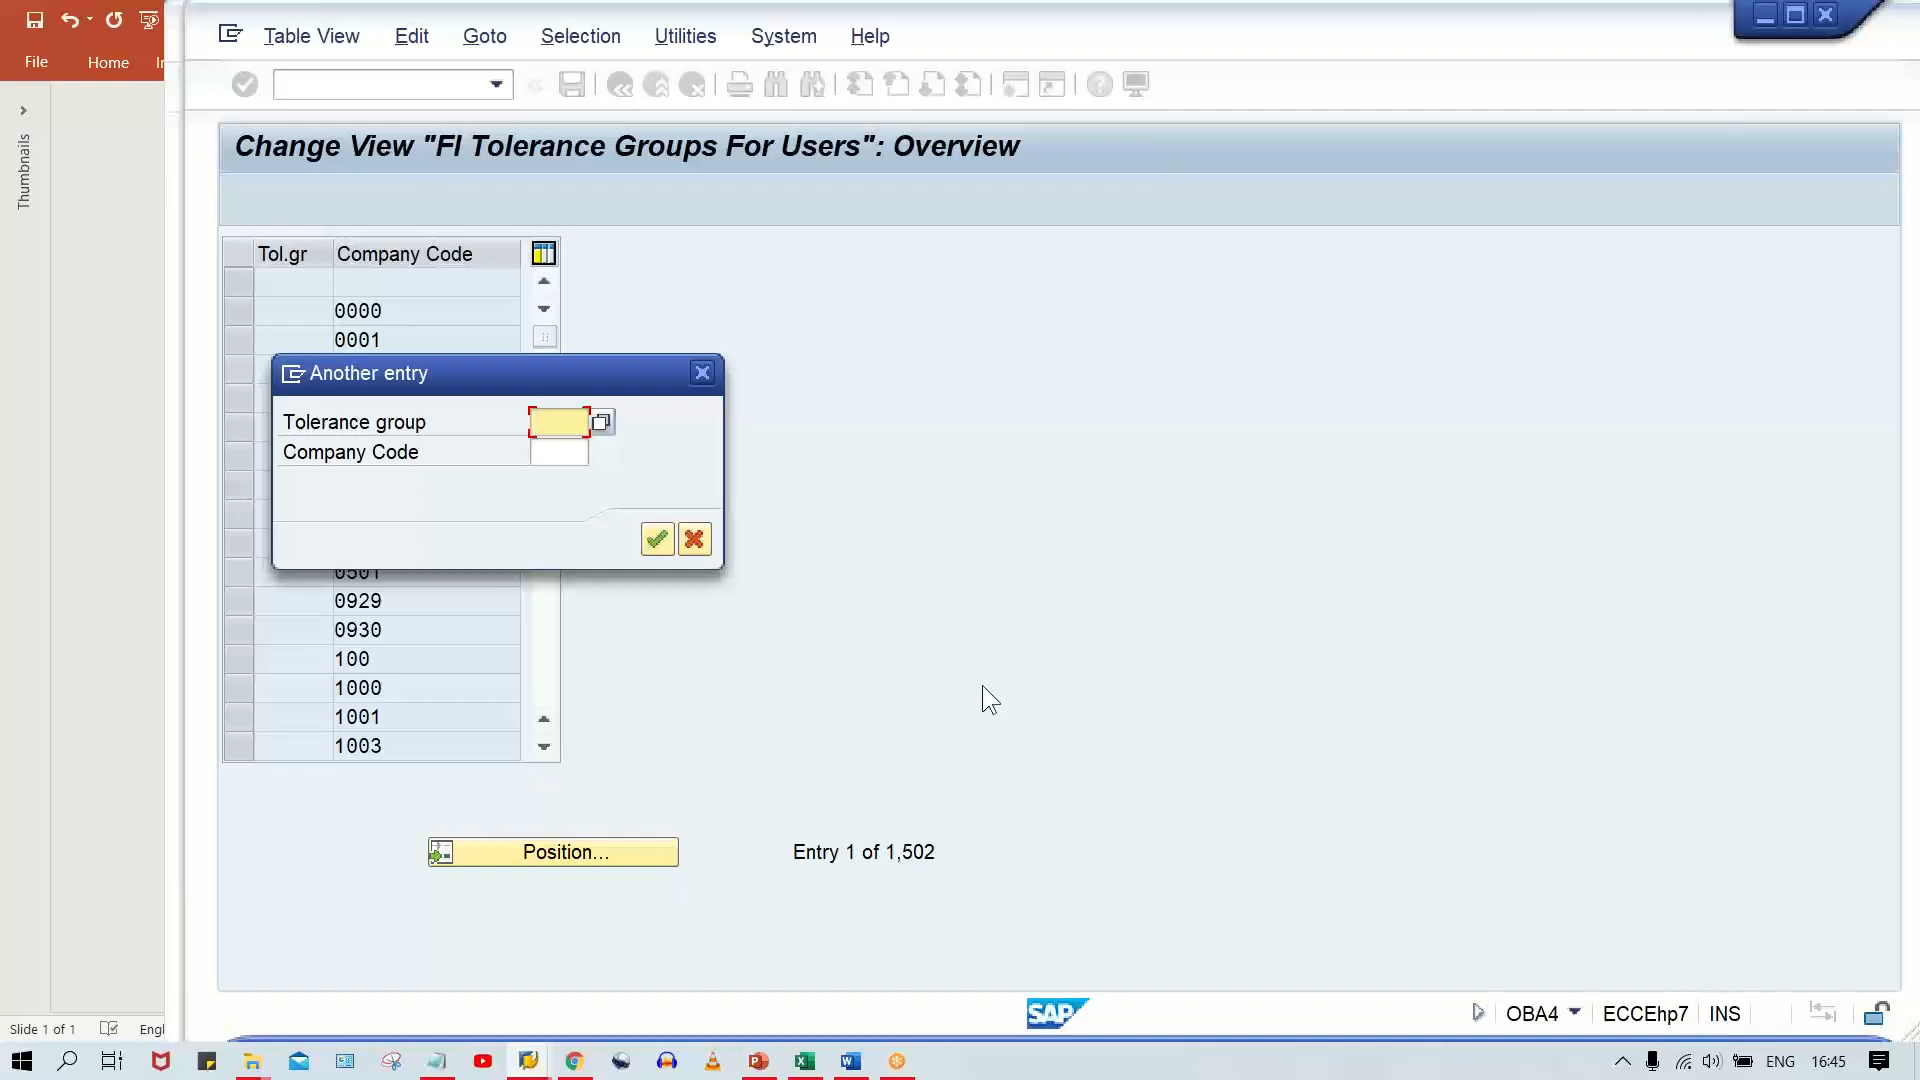 Table View Edit Goto Selection Utilities System Help
File Home
Change View "FI Tolerance Groups For Users": Overview
Thumbnails
Tol.gr Company Code
0000
0001
Another entry
Tolerance group
Company Code
0501
0929
0930
100
1000
1001
1003
Position... Entry 1 of 1,502
SAP OBA4 ECCEhp7 INS
Slide 1 of 1 Engl
ENG 16:45